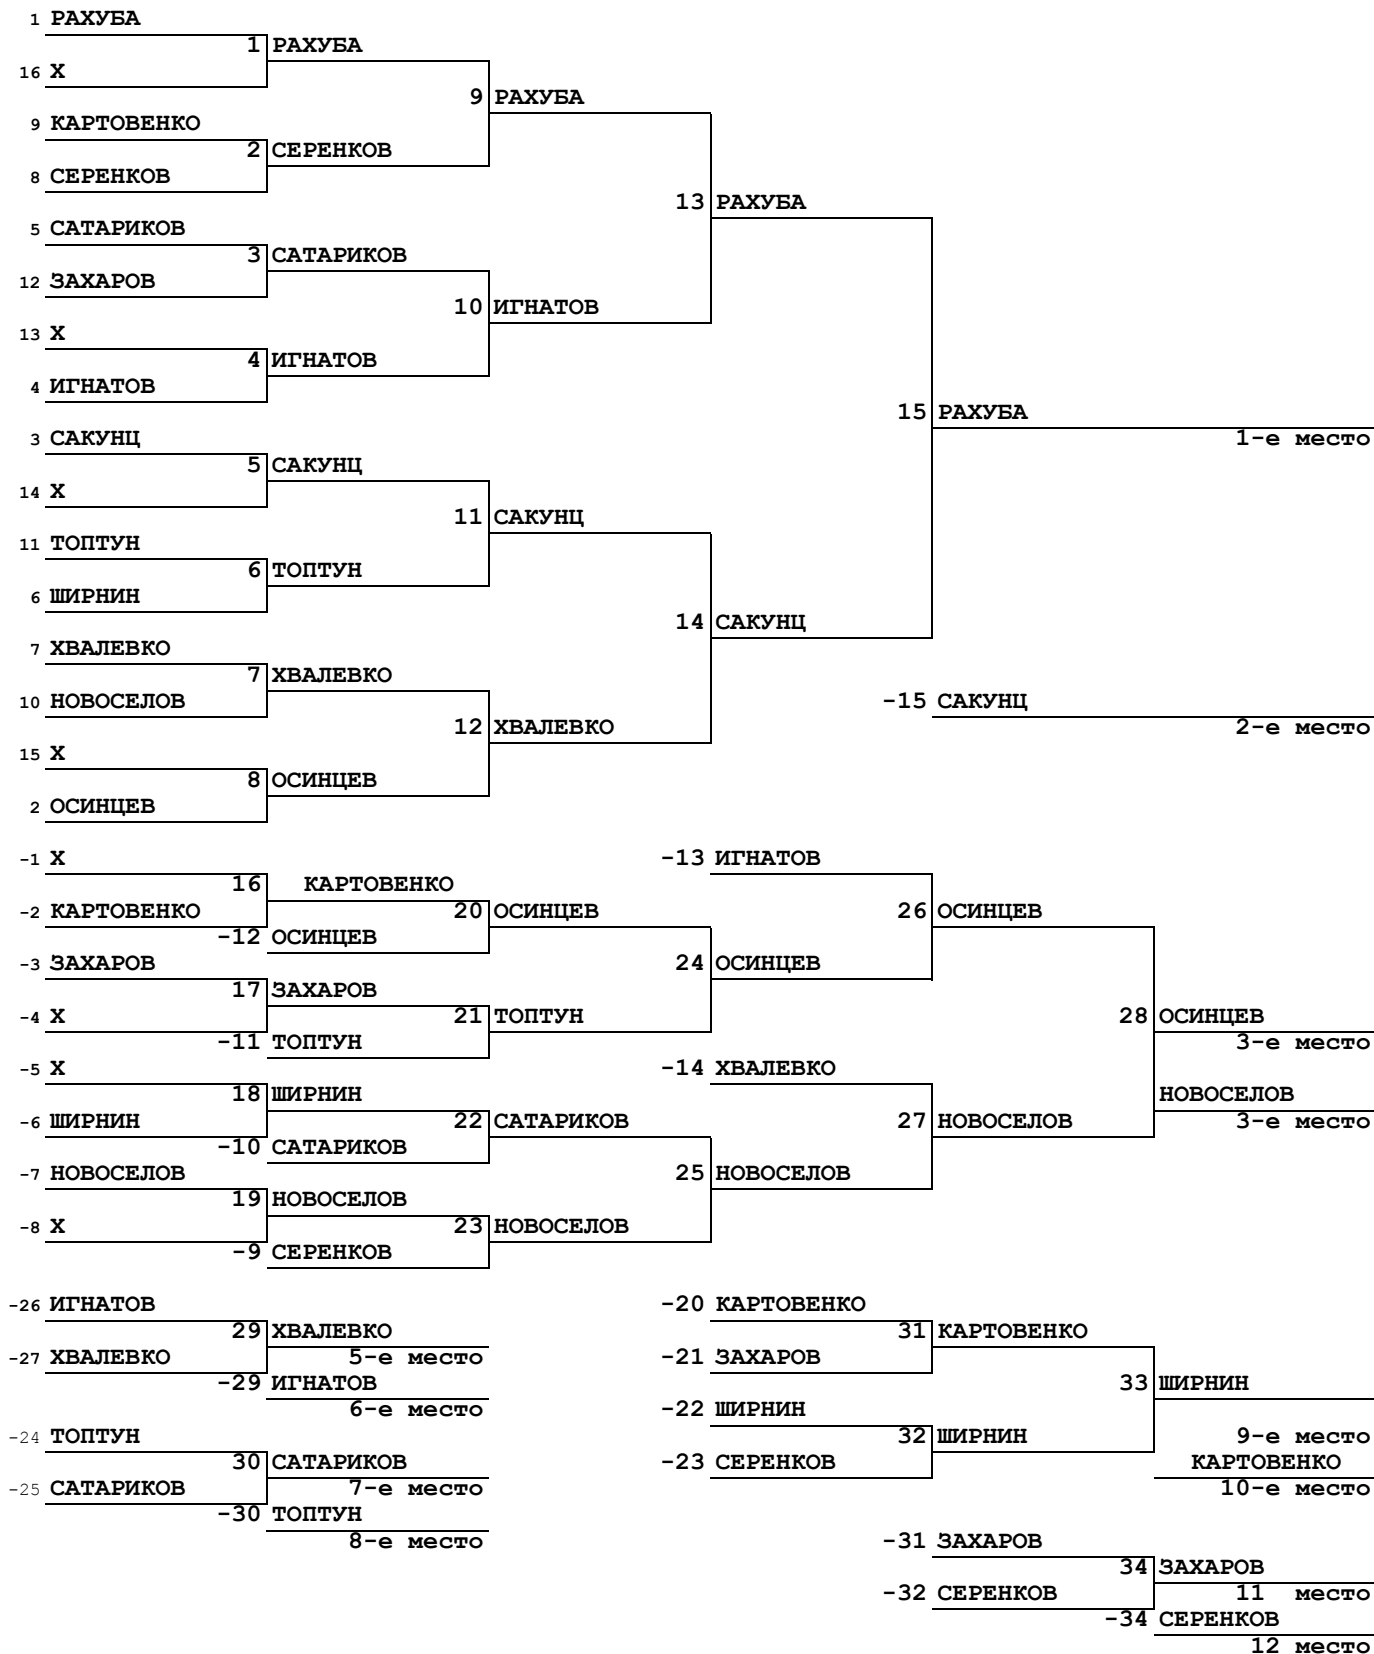 1 РАХУБА
1 РАХУБА
16 X
9 РАХУБА
9 КАРТОВЕНКО
2 СЕРЕНКОВ
8 СЕРЕНКОВ
13 РАХУБА
5 САТАРИКОВ
3 САТАРИКОВ
12 ЗАХАРОВ
10 ИГНАТОВ
13 X
4 ИГНАТОВ
4 ИГНАТОВ
15 РАХУБА
3 САКУНЦ 1-е место
5 САКУНЦ
14 X
11 САКУНЦ
11 ТОПТУН
6 ТОПТУН
6 ШИРНИН
14 САКУНЦ
7 ХВАЛЕВКО
7 ХВАЛЕВКО
10 НОВОСЕЛОВ -15 САКУНЦ
12 ХВАЛЕВКО 2-е место
15 X
8 ОСИНЦЕВ
2 ОСИНЦЕВ
-1 X -13 ИГНАТОВ
16 КАРТОВЕНКО
-2 КАРТОВЕНКО 20 ОСИНЦЕВ 26 ОСИНЦЕВ
-12 ОСИНЦЕВ
-3 ЗАХАРОВ 24 ОСИНЦЕВ
17 ЗАХАРОВ
-4 X 21 ТОПТУН 28 ОСИНЦЕВ
-11 ТОПТУН 3-е место
-5 X -14 ХВАЛЕВКО
18 ШИРНИН НОВОСЕЛОВ
-6 ШИРНИН 22 САТАРИКОВ 27 НОВОСЕЛОВ 3-е место
-10 САТАРИКОВ
-7 НОВОСЕЛОВ 25 НОВОСЕЛОВ
19 НОВОСЕЛОВ
-8 X 23 НОВОСЕЛОВ
-9 СЕРЕНКОВ
-26 ИГНАТОВ -20 КАРТОВЕНКО
29 ХВАЛЕВКО 31 КАРТОВЕНКО
-27 ХВАЛЕВКО 5-е место -21 ЗАХАРОВ
-29 ИГНАТОВ 33 ШИРНИН
6-е место -22 ШИРНИН
-24 ТОПТУН 32 ШИРНИН 9-е место
30 САТАРИКОВ -23 СЕРЕНКОВ КАРТОВЕНКО
-25 САТАРИКОВ 7-е место 10-е место
-30 ТОПТУН
8-е место -31 ЗАХАРОВ
34 ЗАХАРОВ
-32 СЕРЕНКОВ 11 место
-34 СЕРЕНКОВ
12 место